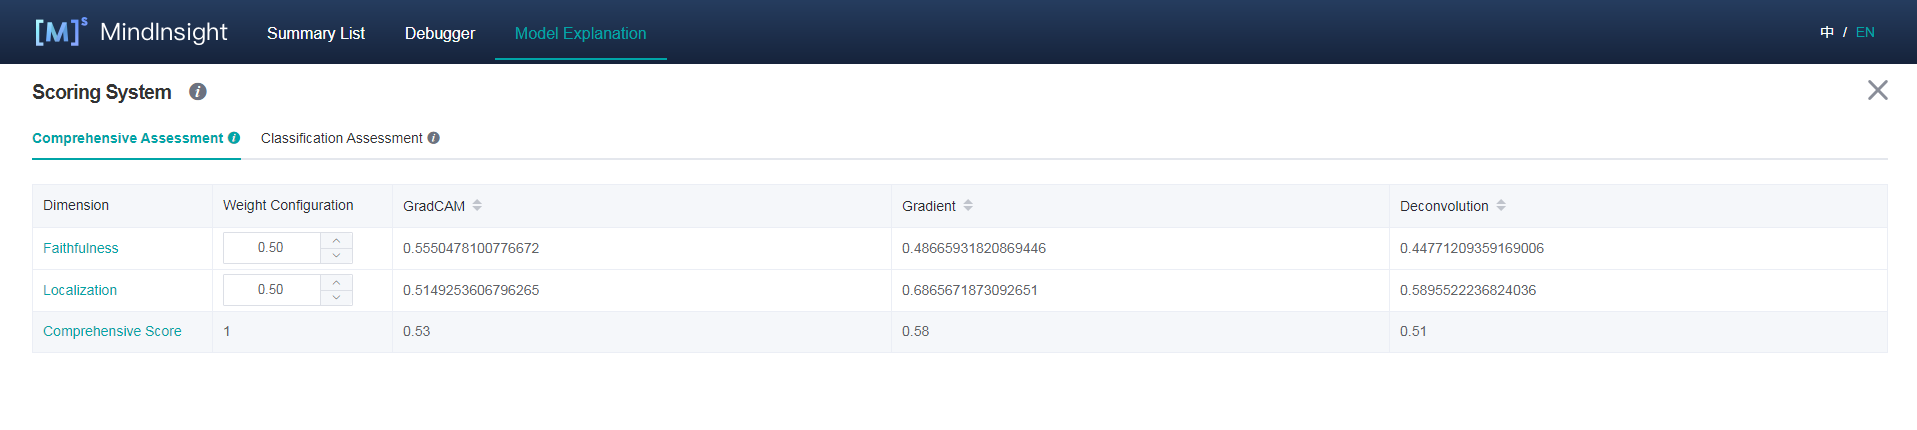 [M]s MindInsight Summary List Debugger Model Explanation 中 / EN
Scoring System i
Comprehensive Assessment i Classification Assessment i
Dimension Weight Configuration GradCAM Gradient Deconvolution
Faithfulness 0.50 0.5550478100776672 0.48665931820869446 0.44771209359169006
Localization 0.50 0.5149253606796265 0.6865671873092651 0.5895522236824036
Comprehensive Score 1 0.53 0.58 0.51